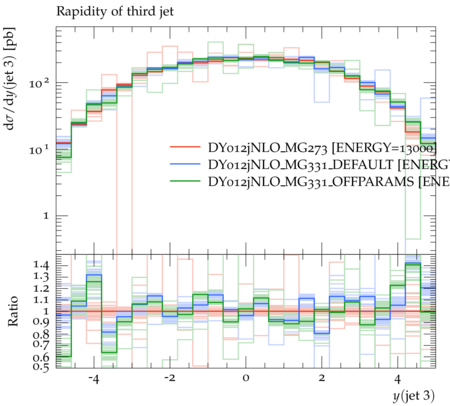 Rapidity of third jet
dσ/dy(jet 3) [pb]
10²
10¹
1
DY012jNLO_MG273 [ENERGY=13000]
DY012jNLO_MG331_DEFAULT [ENERGY
DY012jNLO_MG331_OFFPARAMS [ENE
Ratio
1.4
1.3
1.2
1.1
1
0.9
0.8
0.7
0.6
0.5
-4 -2 0 2 4
y(jet 3)